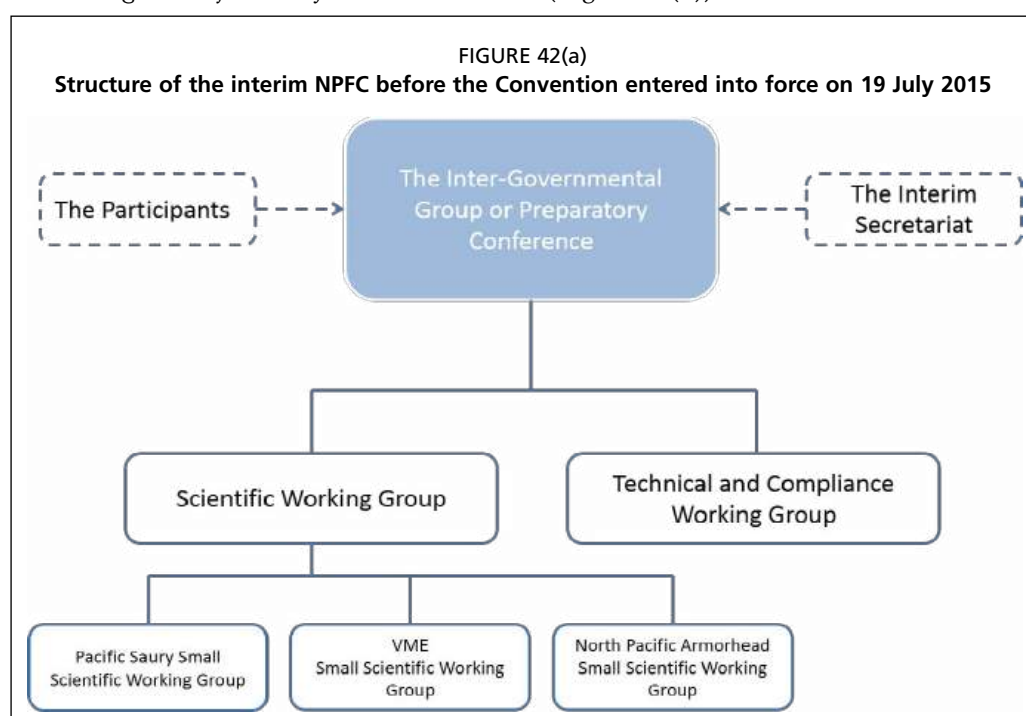 FIGURE 42(a)
Structure of the interim NPFC before the Convention entered into force on 19 July 2015
The Participants
The Inter-Governmental
Group or Preparatory
Conference
The Interim
Secretariat
Scientific Working Group
Technical and Compliance
Working Group
Pacific Saury Small
Scientific Working Group
VME
Small Scientific Working
Group
North Pacific Armorhead
Small Scientific Working
Group